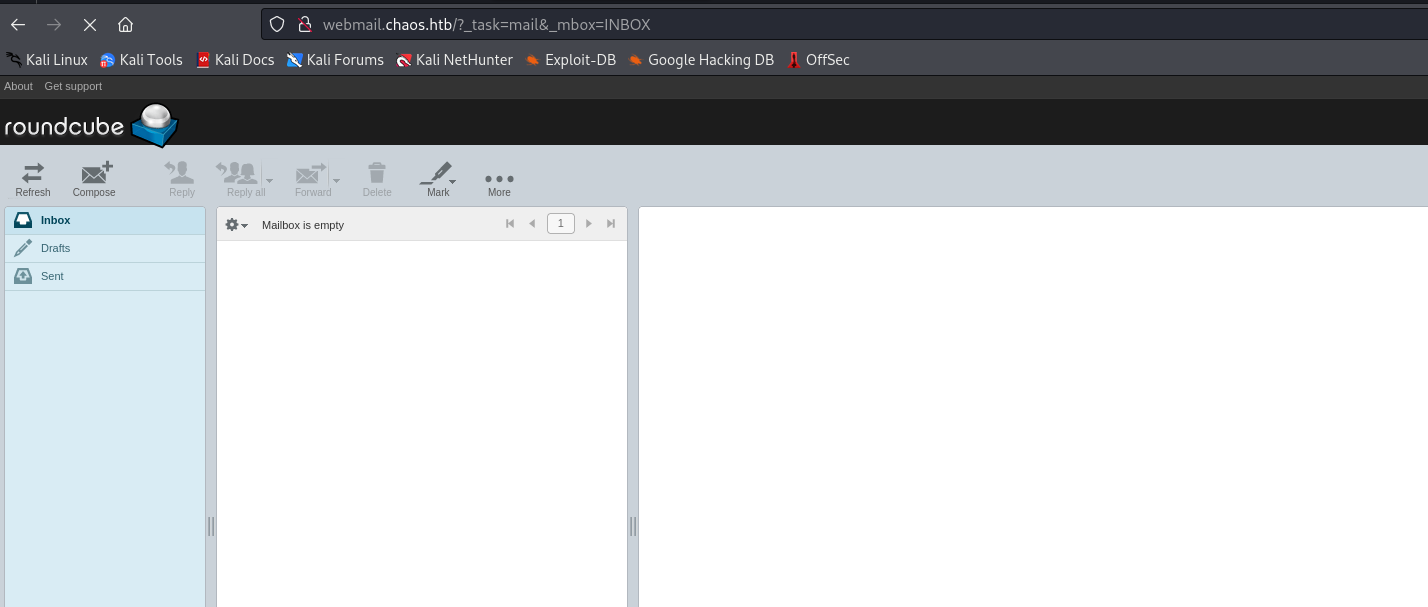 webmail.chaos.htb/?_task=mail&_mbox=INBOX
Kali Linux Kali Tools Kali Docs Kali Forums Kali NetHunter Exploit-DB Google Hacking DB OffSec
About Get support
roundcube
Refresh Compose Reply Reply all Forward Delete Mark More
Inbox
Mailbox is empty 1
Drafts
Sent